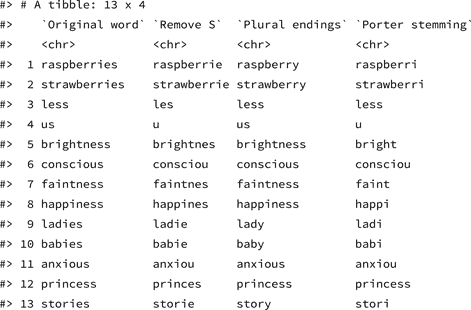 #> # A tibble: 13 x 4
#> `Original word` `Remove S` `Plural endings` `Porter stemming`
#> <chr> <chr> <chr> <chr>
#> 1 raspberries raspberrie raspberry raspberri
#> 2 strawberries strawberrie strawberry strawberri
#> 3 less les less less
#> 4 us u us u
#> 5 brightness brightnes brightness bright
#> 6 conscious consciou conscious consciou
#> 7 faintness faintnes faintness faint
#> 8 happiness happines happiness happi
#> 9 ladies ladie lady ladi
#> 10 babies babie baby babi
#> 11 anxious anxiou anxious anxiou
#> 12 princess princes princess princess
#> 13 stories storie story stori